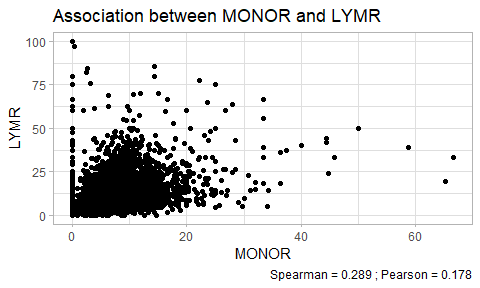 Association between MONOR and LYMR
100
75
50
25
0
LYMR
0 20 40 60
MONOR
Spearman = 0.289 ; Pearson = 0.178